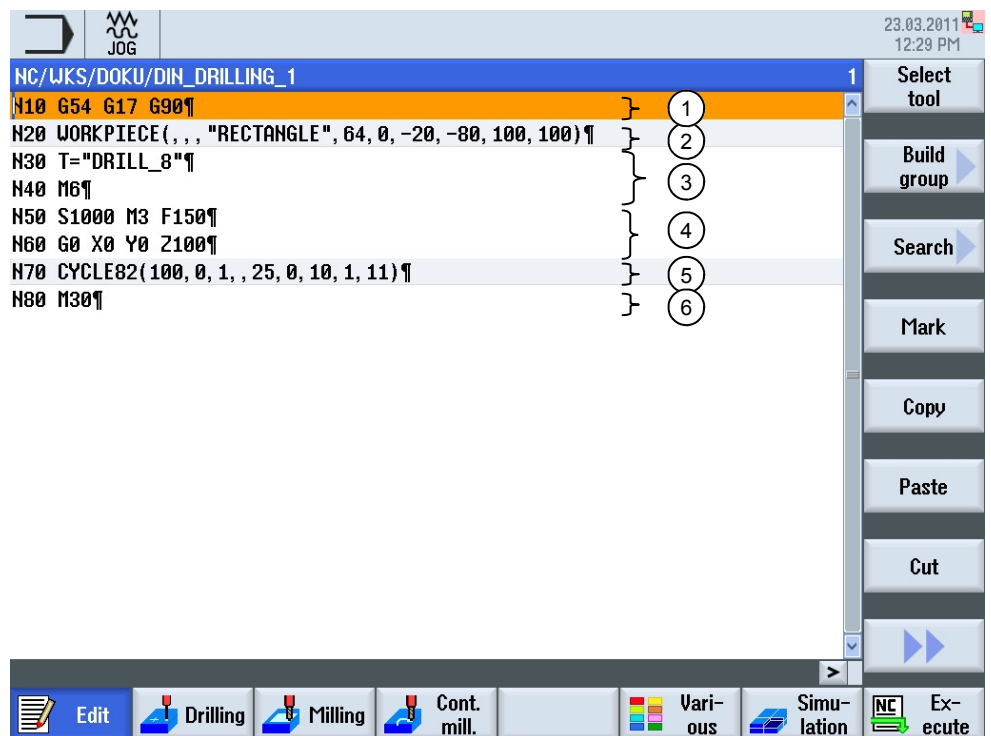 JOG
23.03.2011
12:29 PM
NC/WKS/DOKU/DIN_DRILLING_1 1
N10 G54 G17 G90¶ 1
N20 WORKPIECE(,,,"RECTANGLE",64,0,-20,-80,100,100)¶ 2
N30 T="DRILL_8"¶
N40 M6¶ 3
N50 S1000 M3 F150¶
N60 G0 X0 Y0 Z100¶ 4
N70 CYCLE82(100,0,1,,25,0,10,1,11)¶ 5
N80 M30¶ 6
Select
tool
Build
group
Search
Mark
Copy
Paste
Cut
>
Edit
Drilling
Milling
Cont.
mill.
Vari-
ous
Simu-
lation
NC
Ex-
ecute